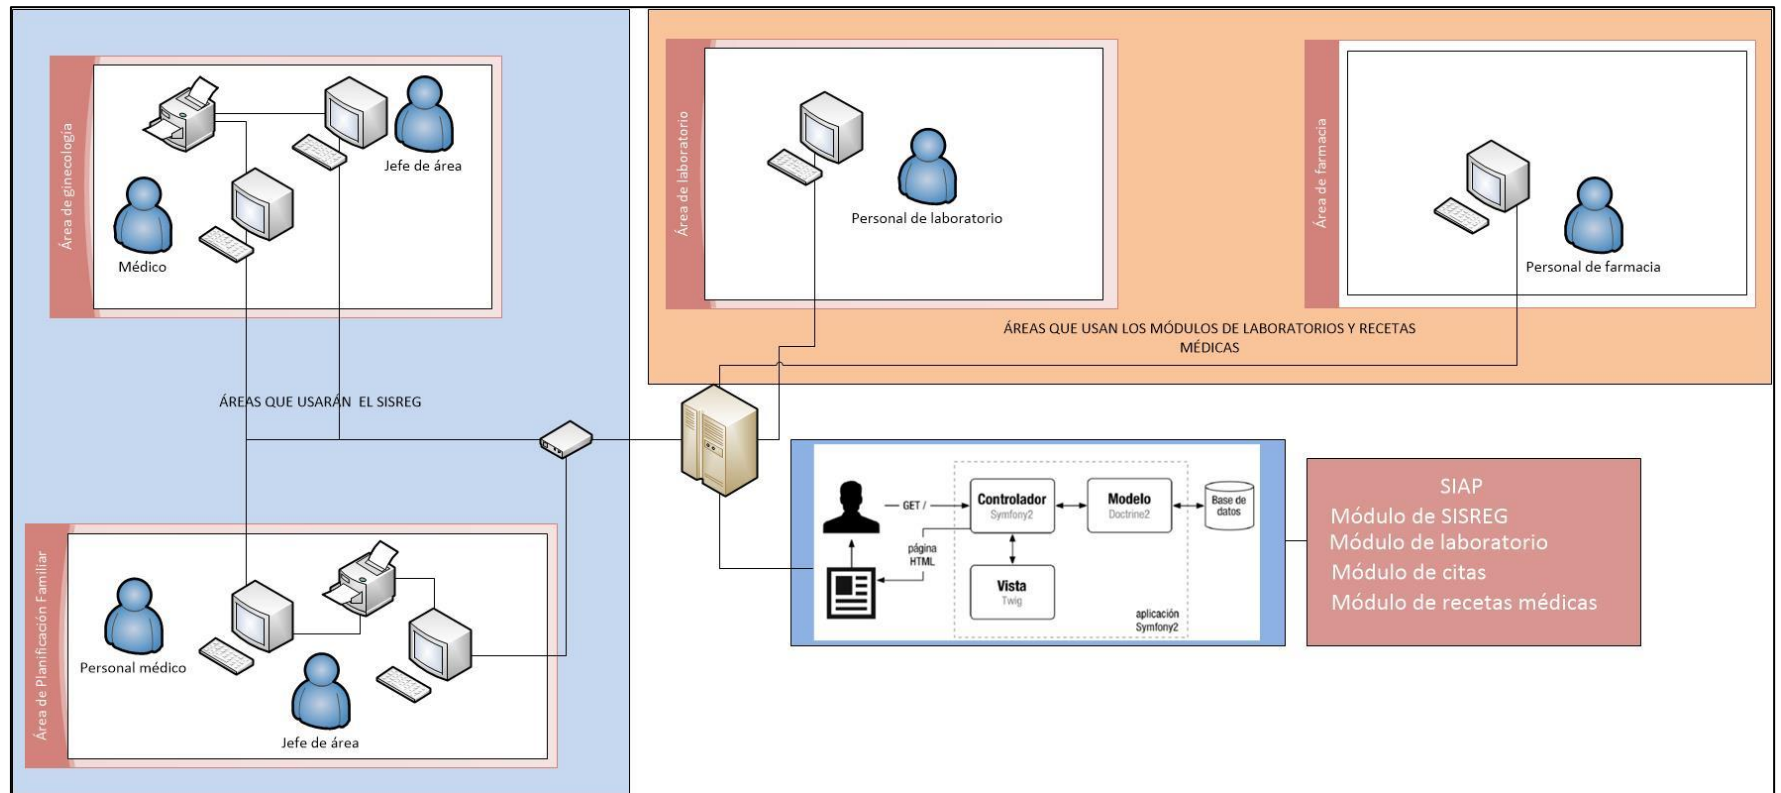 Área de ginecología
Jefe de área
Médico
ÁREAS QUE USARÁN EL SISREG
Área de Planificación Familiar
Personal médico
Jefe de área
Área de laboratorio
Personal de laboratorio
Área de farmacia
Personal de farmacia
ÁREAS QUE USAN LOS MÓDULOS DE LABORATORIOS Y RECETAS
MÉDICAS
GET /
Controlador
Symfony2
Modelo
Doctrine2
Base de
datos
página
HTML
Vista
Twig
aplicación
Symfony2
SIAP
Módulo de SISREG
Módulo de laboratorio
Módulo de citas
Módulo de recetas médicas